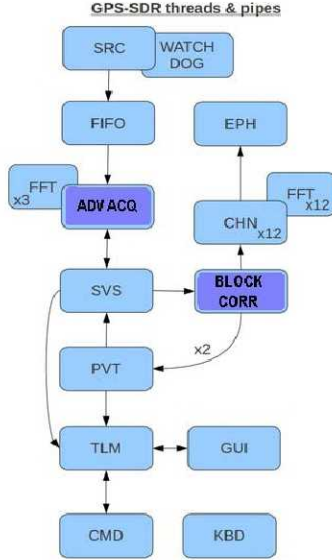 GPS-SDR threads & pipes
SRC
WATCH
DOG
FIFO
EPH
FFT
x3
ADV ACQ
FFT
x12
CHN
x12
SVS
BLOCK
CORR
x2
PVT
TLM
GUI
CMD
KBD